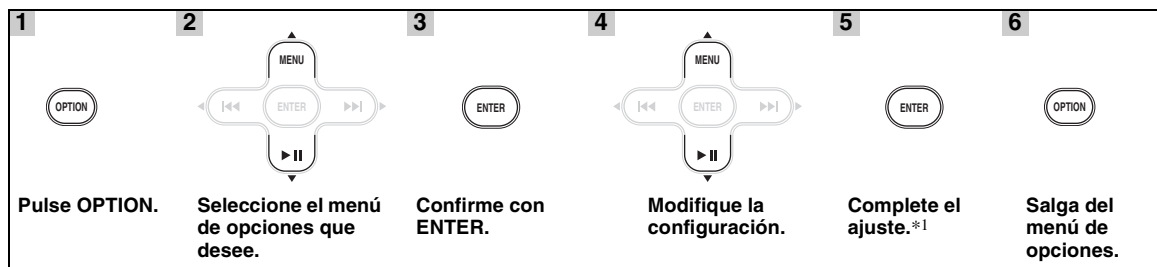 1 2 3 4 5 6
MENU MENU
OPTION ENTER ENTER ENTER ENTER OPTION
Pulse OPTION.
Seleccione el menú
de opciones que
desee.
Confirme con
ENTER.
Modifique la
configuración.
Complete el
ajuste.*1
Salga del
menú de
opciones.